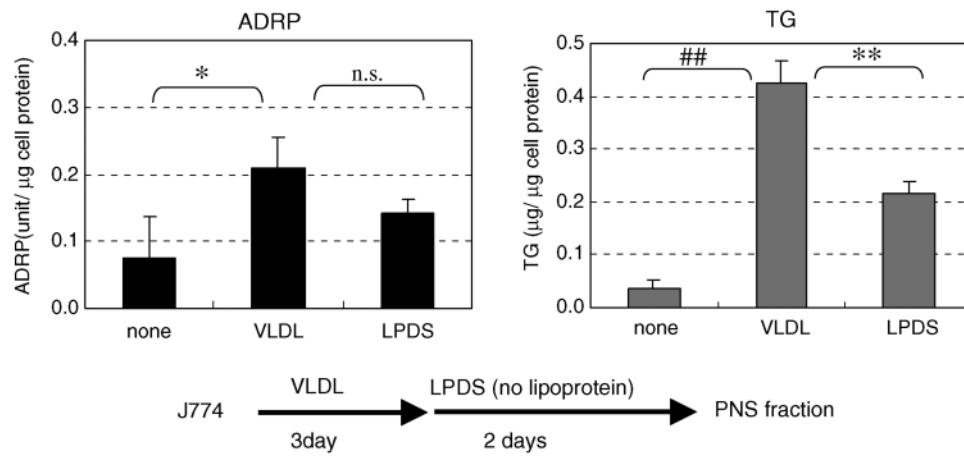 ADRP
0.4
0.3
0.2
0.1
0.0
ADRP(unit/ μg cell protein)
*
n.s.
none VLDL LPDS
TG
0.5
0.4
0.3
0.2
0.1
0.0
TG (μg/ μg cell protein)
##
**
none VLDL LPDS
VLDL LPDS (no lipoprotein)
J774 PNS fraction
3day 2 days